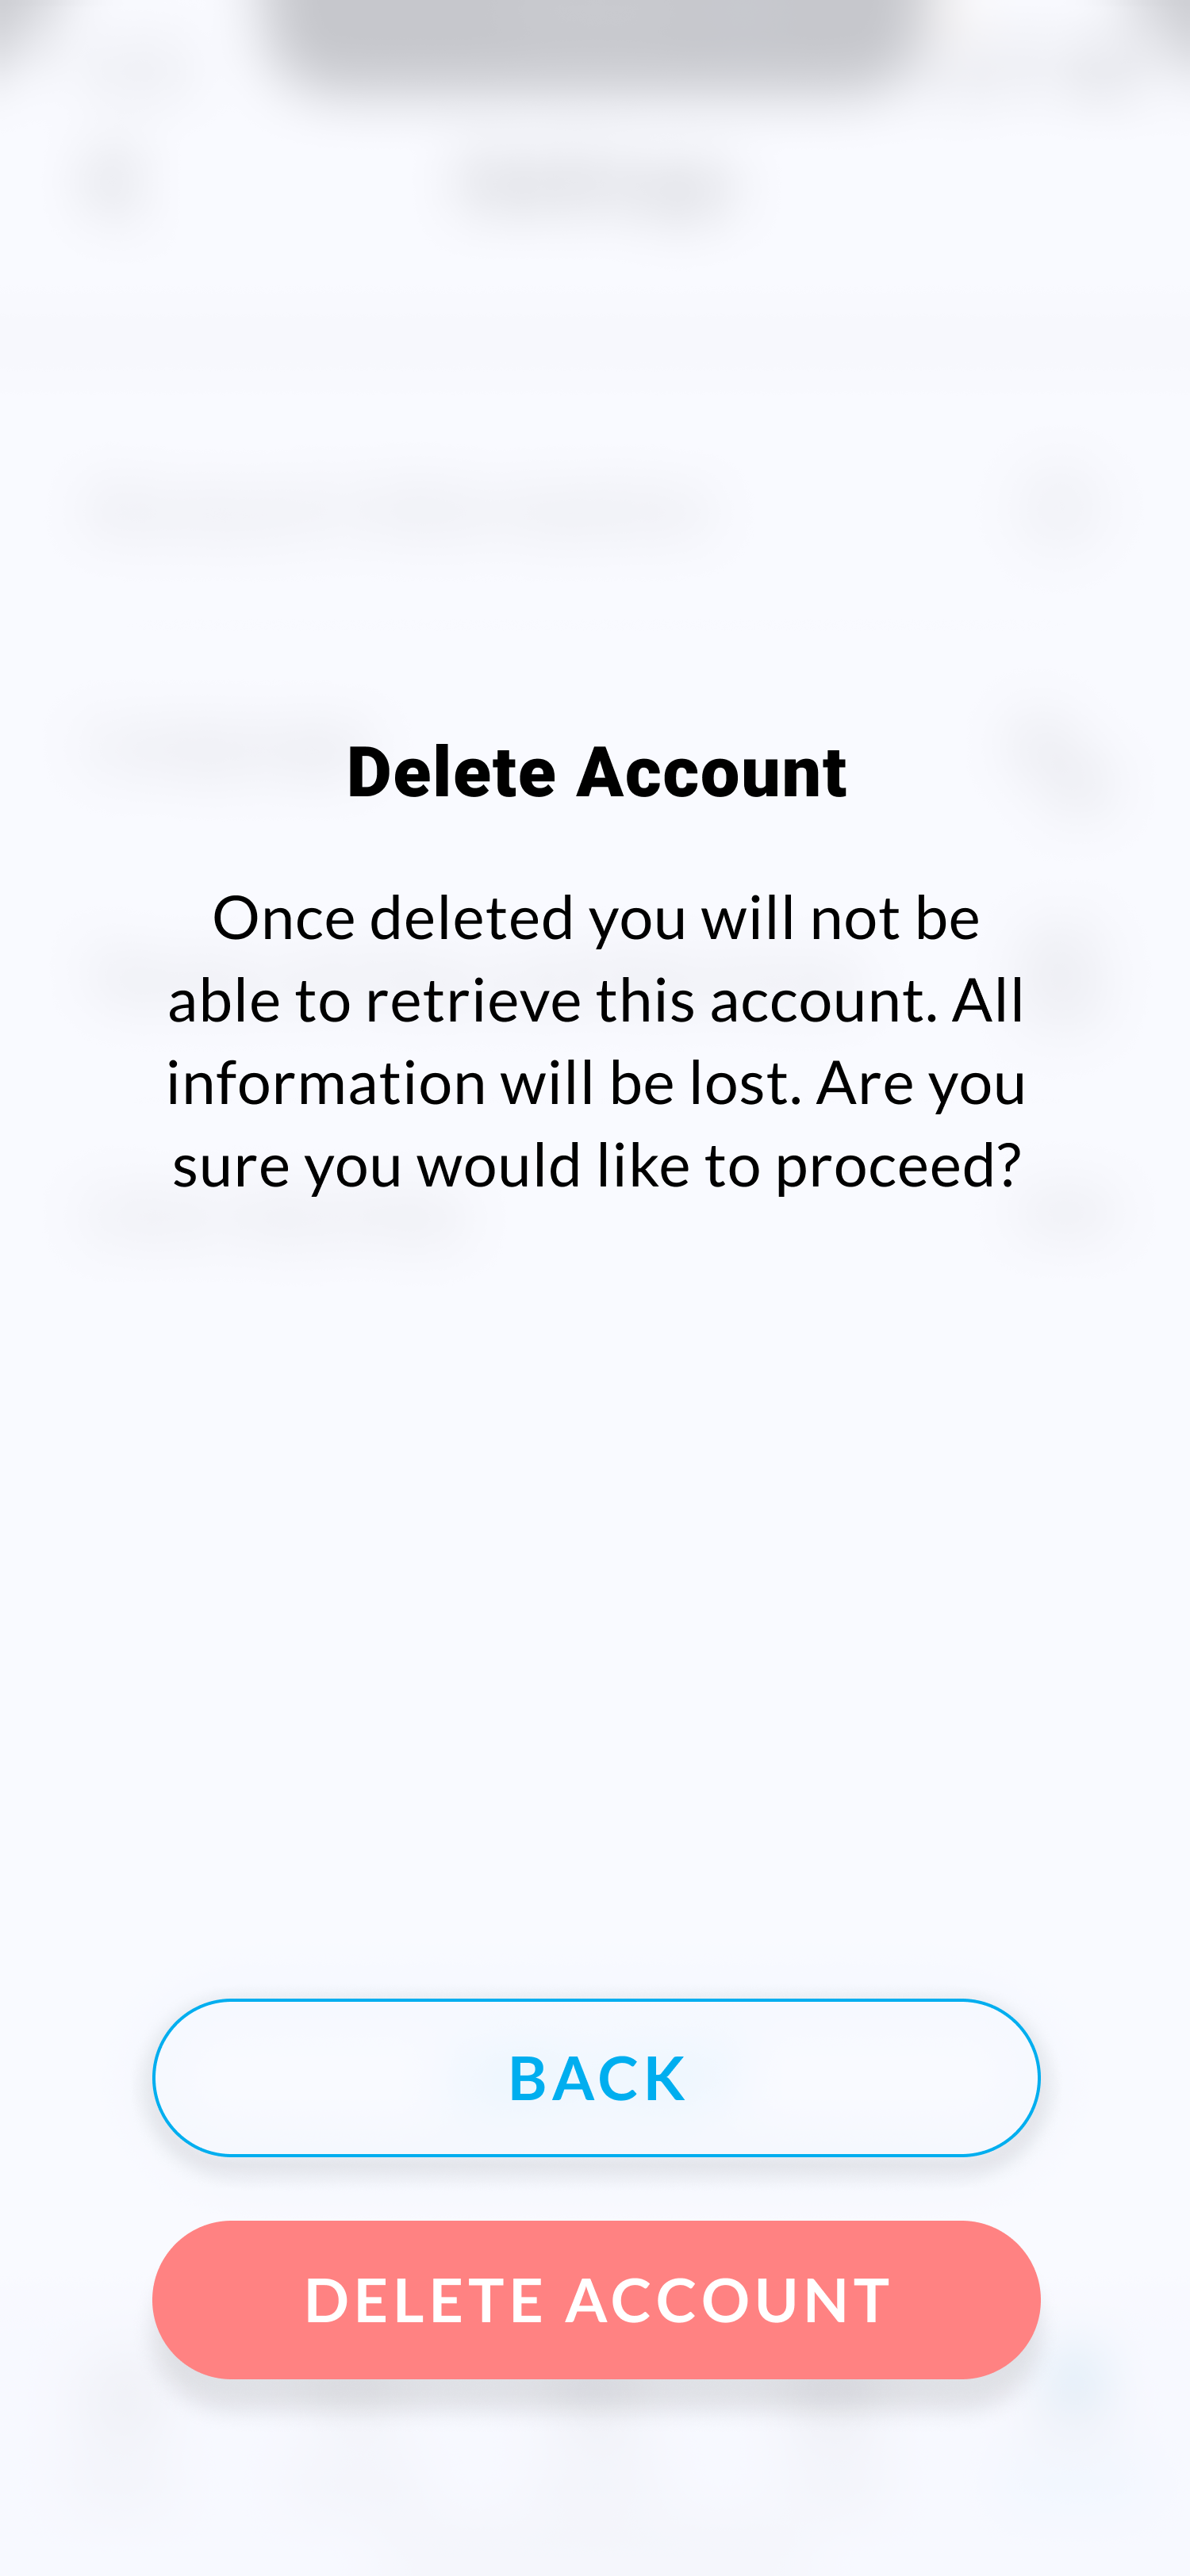 Delete Account
Once deleted you will not be
able to retrieve this account. All
information will be lost. Are you
sure you would like to proceed?
BACK
DELETE ACCOUNT